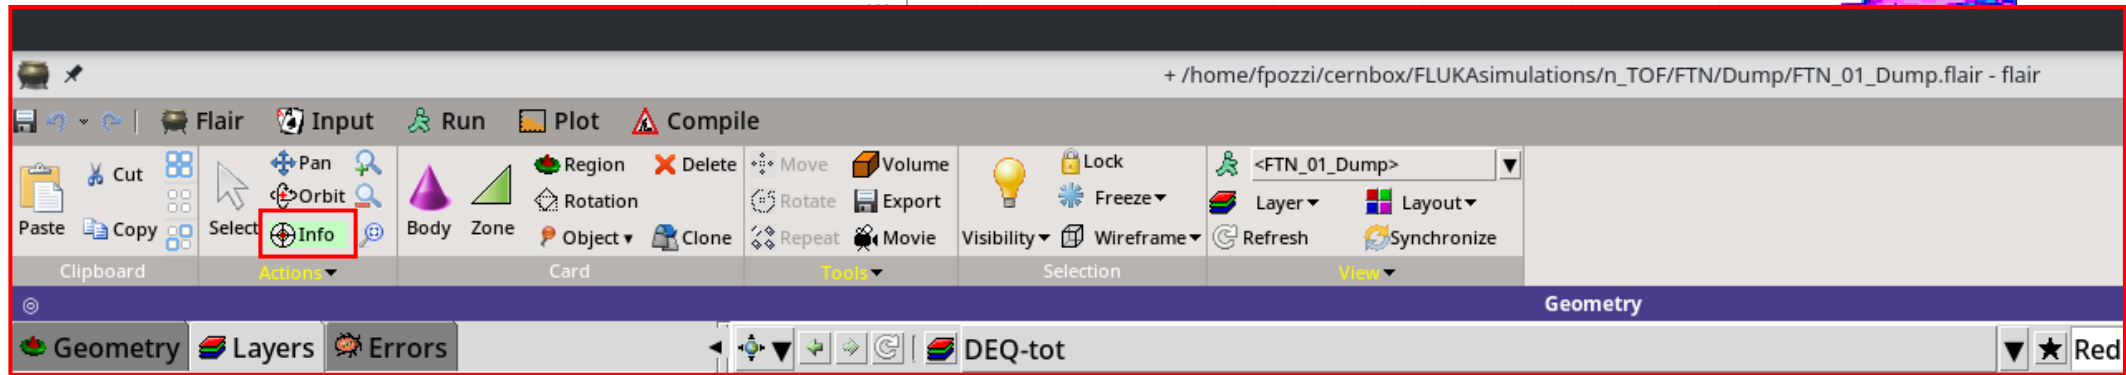 + /home/fpozzi/cernbox/FLUKAsimulations/n_TOF/FTN/Dump/FTN_01_Dump.flair - flair
Flair Input Run Plot Compile
Paste Cut Copy
Select Pan Orbit Info
Body Zone Region Rotation Object Delete Clone
Move Rotate Repeat Volume Export Movie
Visibility Lock Freeze Wireframe
<FTN_01_Dump>
Layer Layout
Refresh Synchronize
Clipboard Actions Card Tools Selection View
Geometry
Geometry Layers Errors DEQ-tot Red